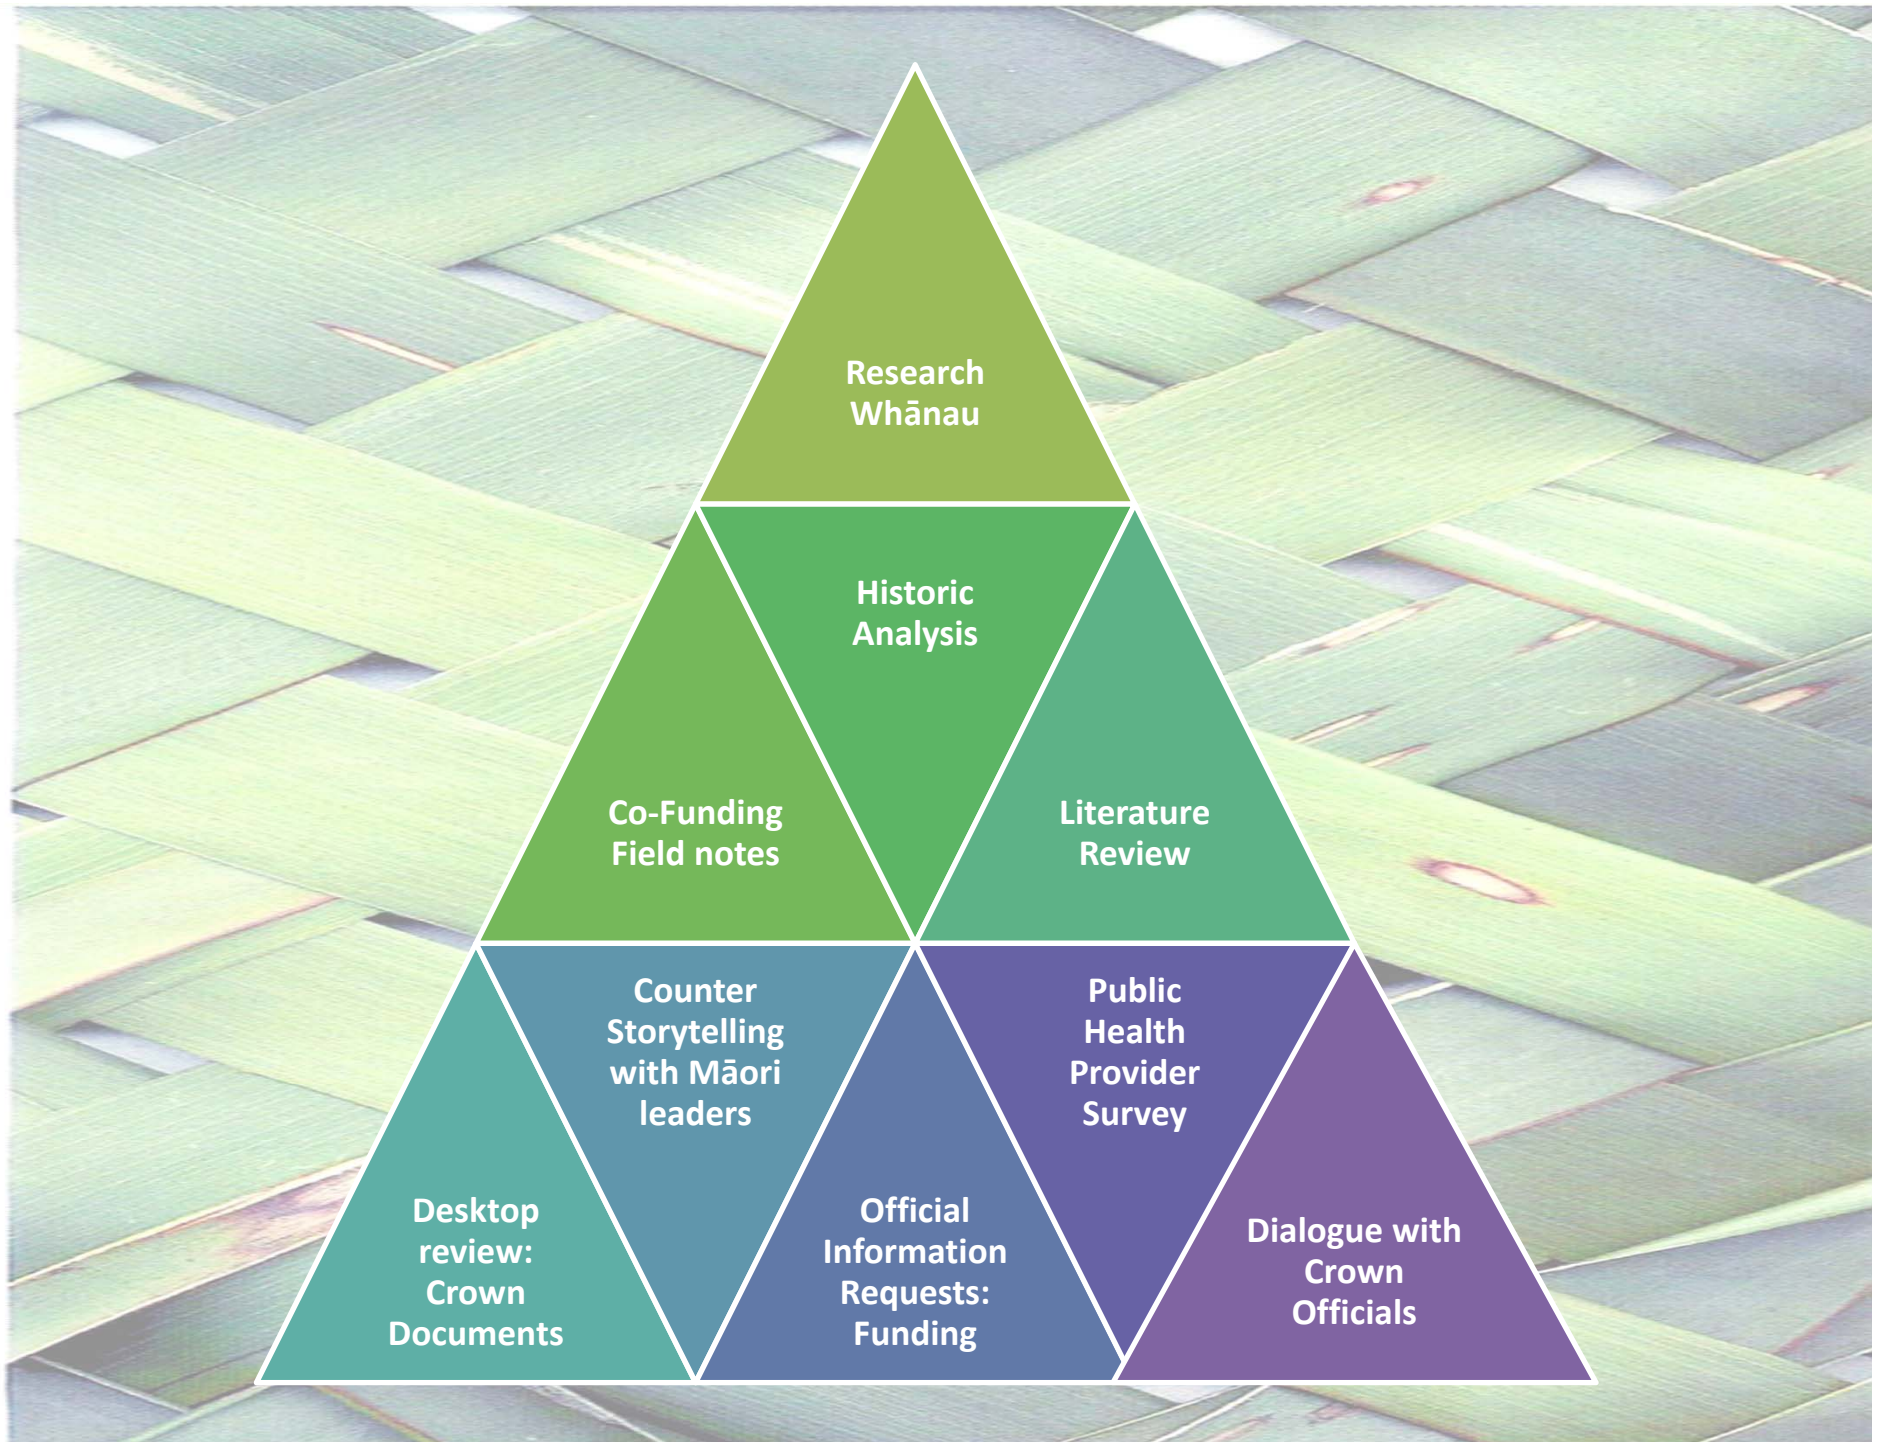 Research
Whānau
Historic
Analysis
Co-Funding
Field notes
Literature
Review
Counter
Storytelling
with Māori
leaders
Public
Health
Provider
Survey
Desktop
review:
Crown
Documents
Official
Information
Requests:
Funding
Dialogue with
Crown
Officials